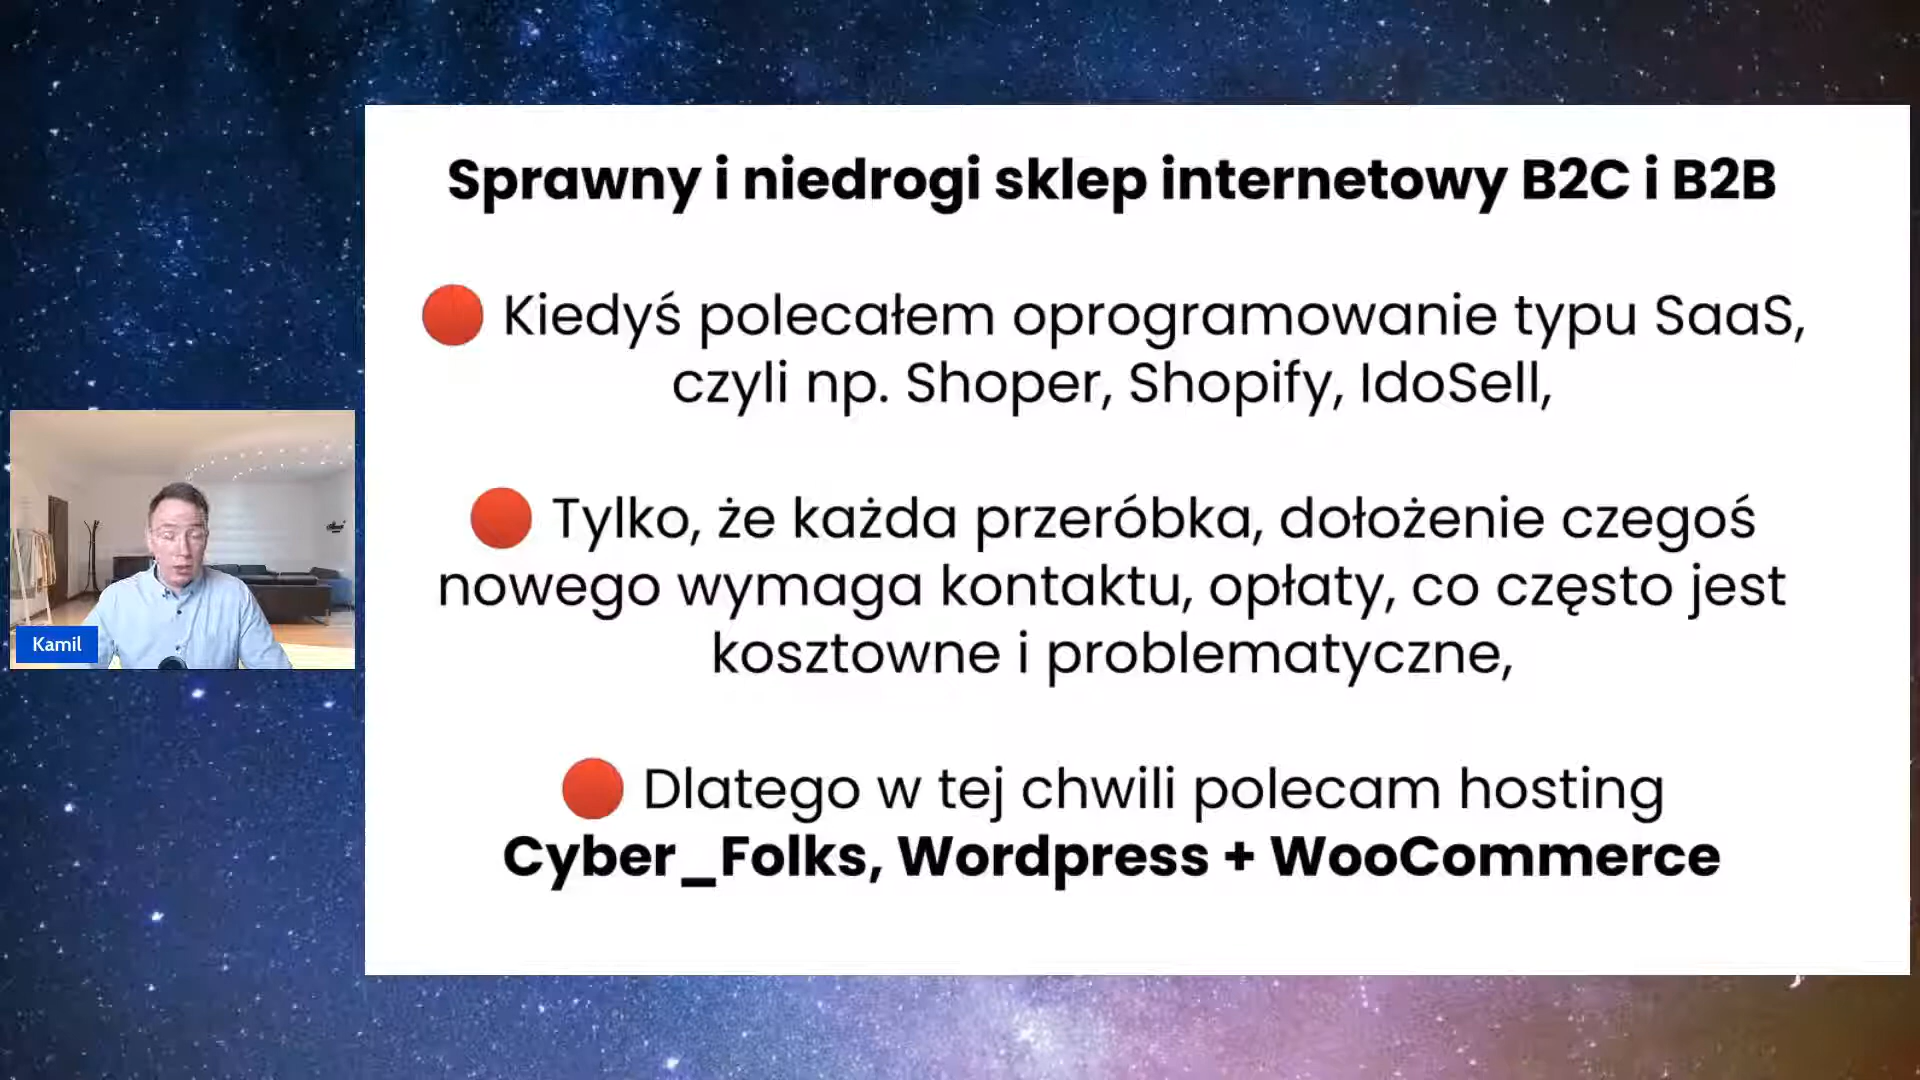 Sprawny i niedrogi sklep internetowy B2C i B2B
Kiedyś polecałem oprogramowanie typu SaaS,
czyli np. Shoper, Shopify, IdoSell,
Tylko, że każda przeróbka, dołożenie czegoś
nowego wymaga kontaktu, opłaty, co często jest
kosztowne i problematyczne,
Dlatego w tej chwili polecam hosting
Cyber_Folks, Wordpress + WooCommerce
Kamil